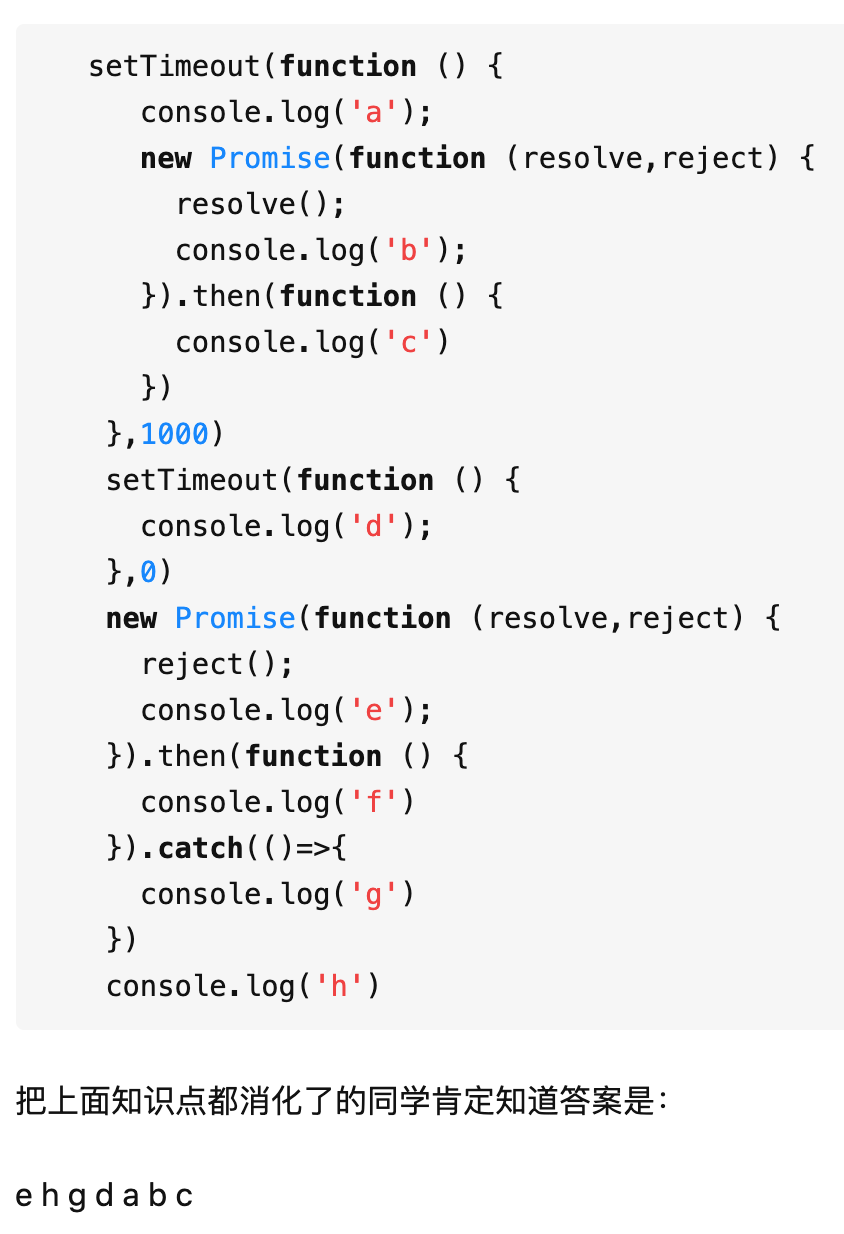 setTimeout(function () {
console.log('a');
new Promise(function (resolve,reject) {
resolve();
console.log('b');
}).then(function () {
console.log('c')
})
},1000)
setTimeout(function () {
console.log('d');
},0)
new Promise(function (resolve,reject) {
reject();
console.log('e');
}).then(function () {
console.log('f')
}).catch(()=>{
console.log('g')
})
console.log('h')
把上面知识点都消化了的同学肯定知道答案是：
e h g d a b c